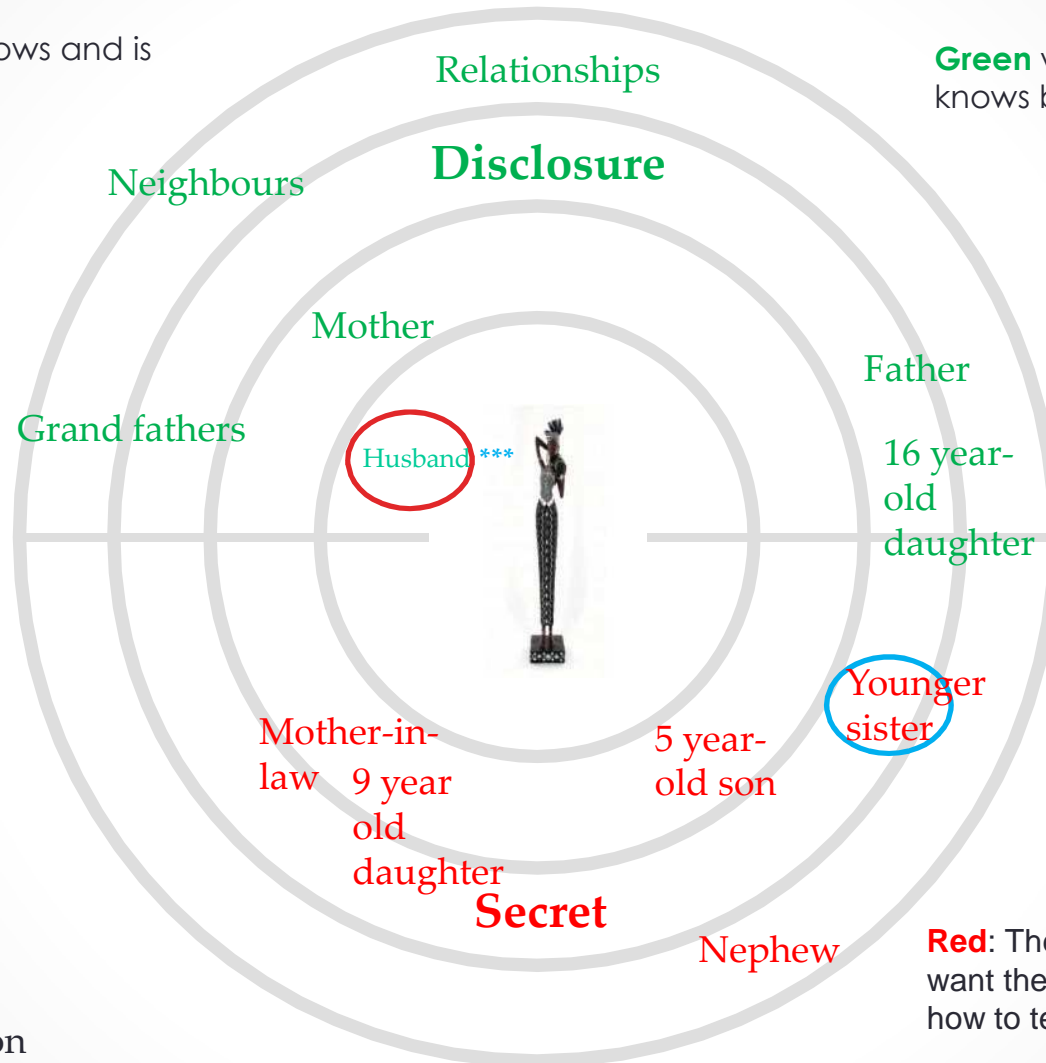 ows and is
Relationships
Green
knows
Disclosure
Neighbours
Mother
Father
Grand fathers
Husband ***
16 year-
old
daughter
Younger
sister
Mother-in-
law
9 year
old
daughter
5 year-
old son
Secret
Nephew
Red: The
want the
how to te
on